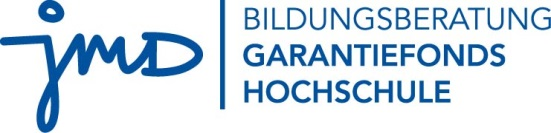 jmD
BILDUNGSBERATUNG
GARANTIEFONDS
HOCHSCHULE